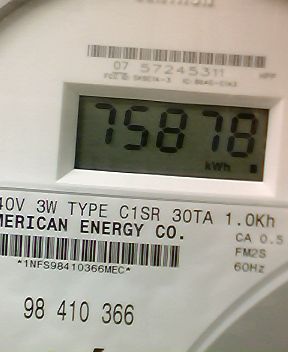 07 57245311
75878
kWh
40V 3W TYPE C1SR 30TA 1.0Kh
MERICAN ENERGY CO.
CA 0.5
FM2S
*1NFS98410366MEC*
60Hz
98 410 366